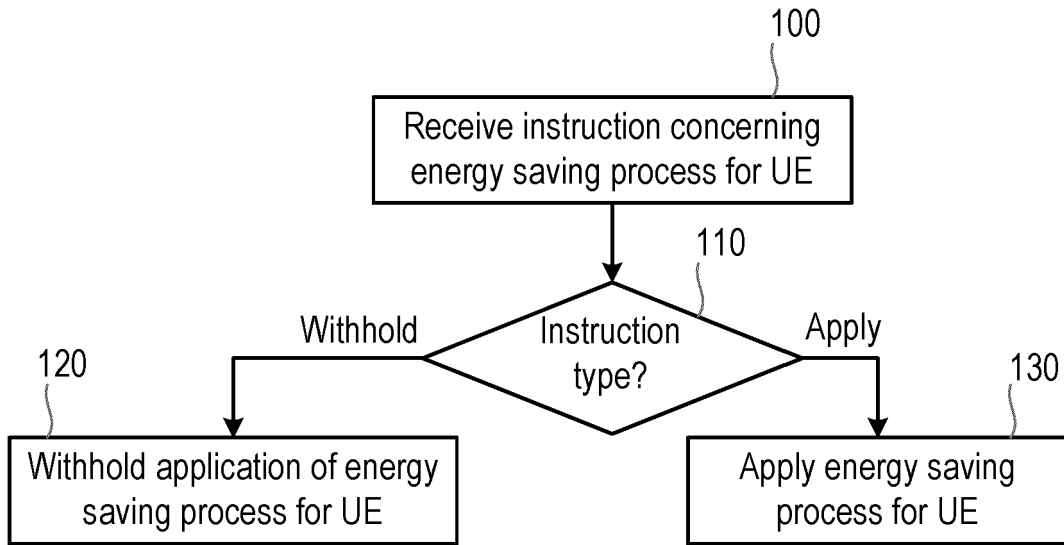 100
Receive instruction concerning
energy saving process for UE
110
Withhold
Instruction
type?
Apply
120
130
Withhold application of energy
saving process for UE
Apply energy saving
process for UE